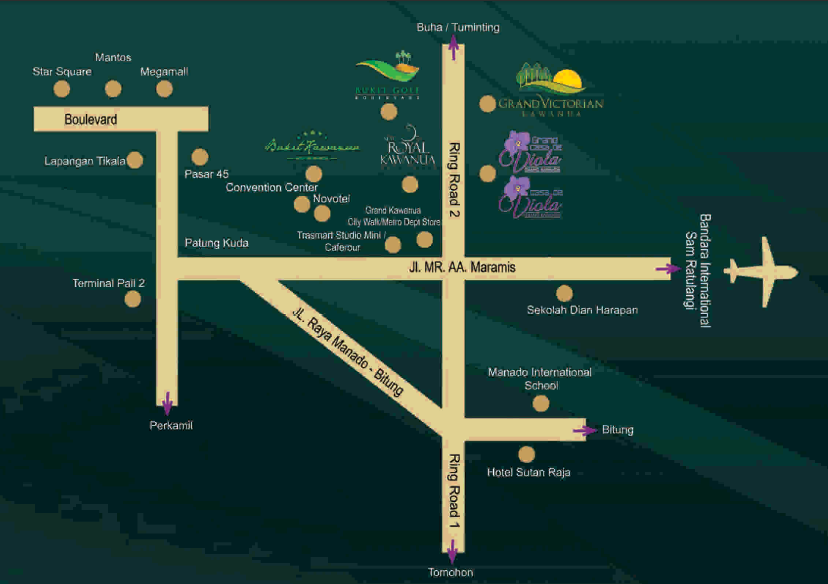 Buha / Tuminting
Mantos
Star Square
Megamall
BUKIT GOLF
GRAND VICTORIAN
KAWANUA
Boulevard
ROYAL
KAWANUA
Bukit Kawanua
Grand
CASA DE
Viola
Lapangan Tikala
Pasar 45
Convention Center
Novotel
CASA DE
Viola
Grand Kawanua
City Walk/Metro Dept Store
Trasmart Studio Mini /
Caferour
Ring Road 2
Patung Kuda
Jl. MR. AA. Maramis
Bandara International
Sam Ratulangi
Terminal Pall 2
Sekolah Dian Harapan
JL. Raya Manado - Bitung
Manado International
School
Perkamil
Bitung
Hotel Sutan Raja
Ring Road 1
Tomohon